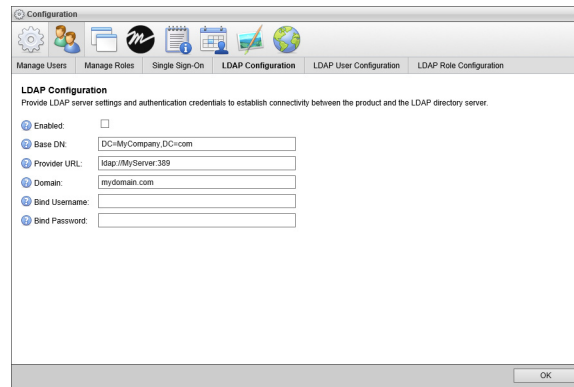 Configuration
Manage Users Manage Roles Single Sign-On LDAP Configuration LDAP User Configuration LDAP Role Configuration
LDAP Configuration
Provide LDAP server settings and authentication credentials to establish connectivity between the product and the LDAP directory server.
Enabled:
Base DN: DC=MyCompany,DC=com
Provider URL: ldap://MyServer:389
Domain: mydomain.com
Bind Username:
Bind Password:
OK